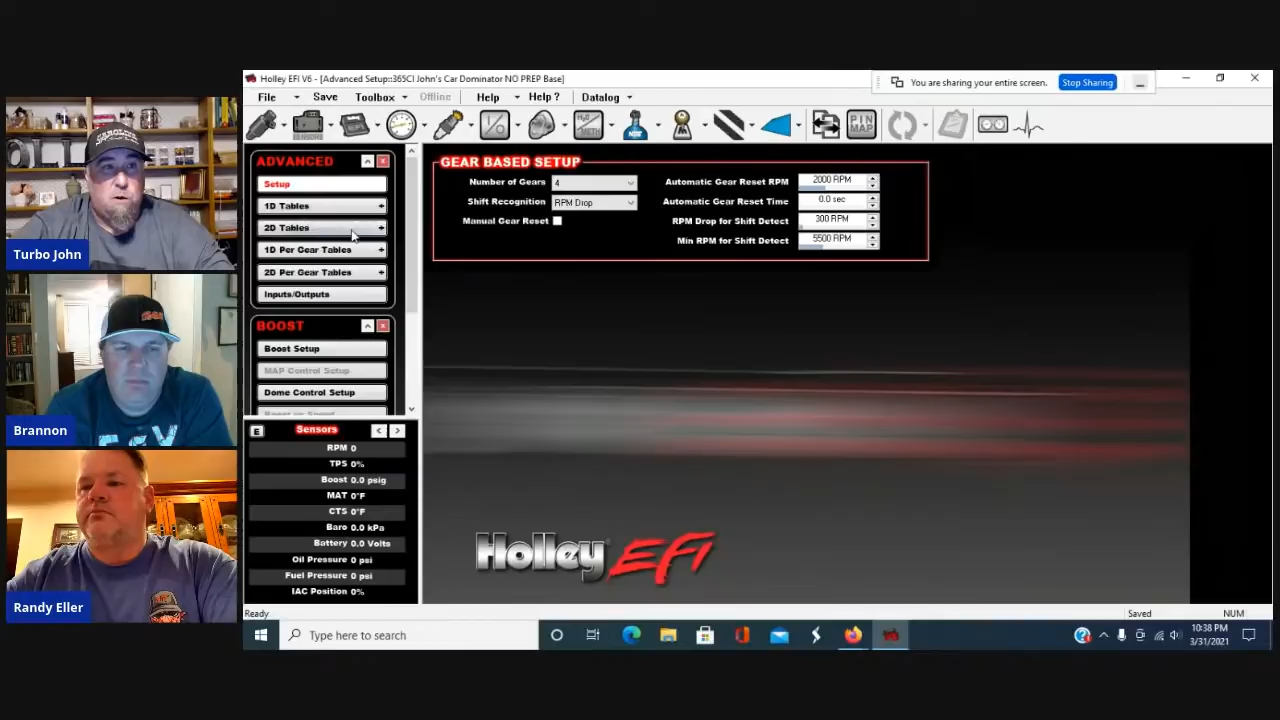 Holley EFI V6 - [Advanced Setup::365CI John's Car Dominator NO PREP Base]
You are sharing your entire screen.
Stop Sharing
File
Save
Toolbox
Offline
Help
Help ?
Datalog
SENSORS
I/O
H2O METH
NOS
PIN MAP
ADVANCED
Setup
1D Tables
2D Tables
1D Per Gear Tables
2D Per Gear Tables
Inputs/Outputs
BOOST
Boost Setup
MAP Control Setup
Dome Control Setup
GEAR BASED SETUP
Number of Gears 4
Shift Recognition RPM Drop
Manual Gear Reset
Automatic Gear Reset RPM 2000 RPM
Automatic Gear Reset Time 0.0 sec
RPM Drop for Shift Detect 300 RPM
Min RPM for Shift Detect 5500 RPM
E Sensors < >
RPM 0
TPS 0%
Boost 0.0 psig
MAT 0°F
CTS 0°F
Baro 0.0 kPa
Battery 0.0 Volts
Oil Pressure 0 psi
Fuel Pressure 0 psi
IAC Position 0%
Holley EFI
Ready
Saved
NUM
Type here to search
10:38 PM
3/31/2021
Turbo John
Brannon
Randy Eller